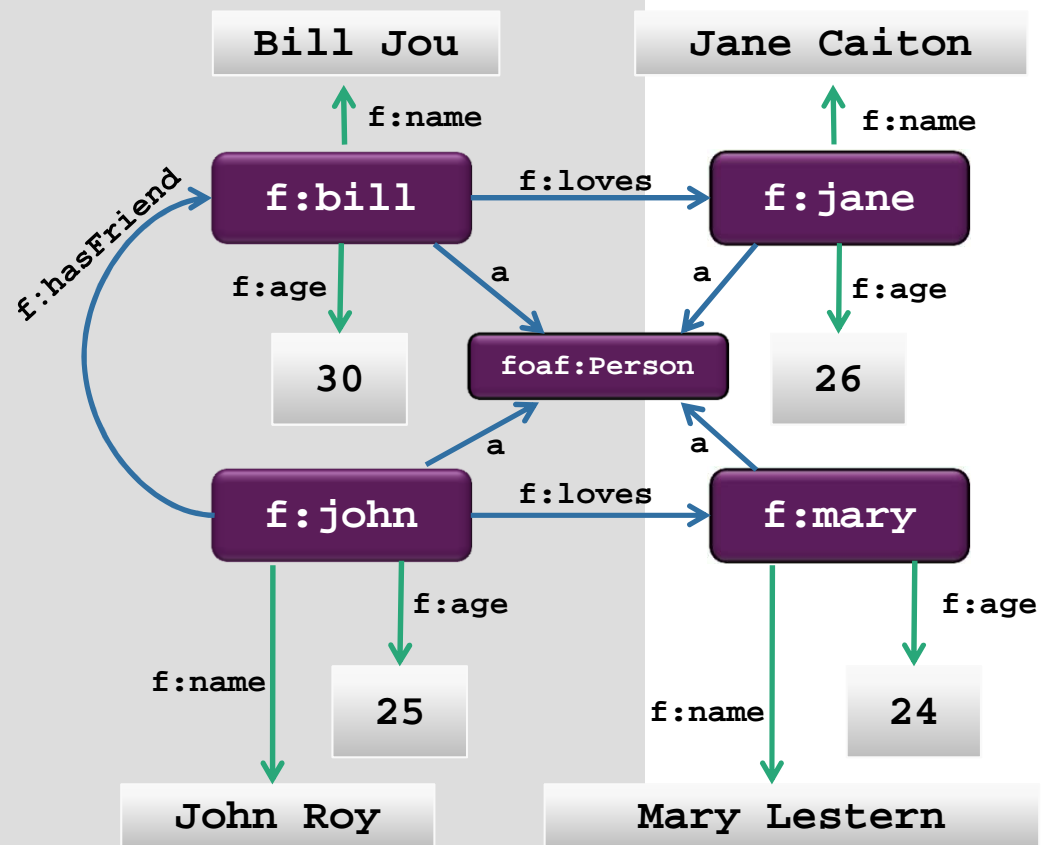 Bill Jou
Jane Caiton
f:name
f:name
f:hasFriend
f:bill
f:loves
f:jane
f:age
a
a
f:age
30
foaf:Person
26
a
a
f:john
f:loves
f:mary
f:age
f:age
f:name
25
f:name
24
John Roy
Mary Lestern